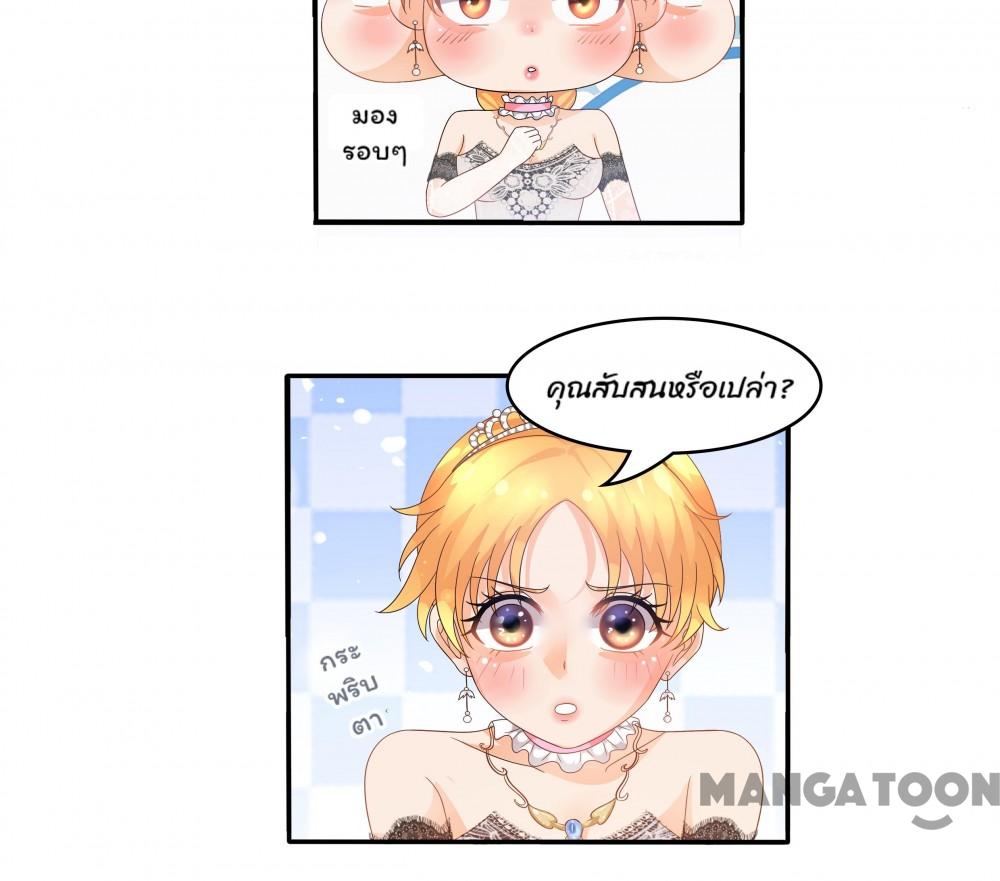 มอง
รอบๆ
คุณสับสนหรือเปล่า?
กระ
พริบ
ตา
MANGATOON